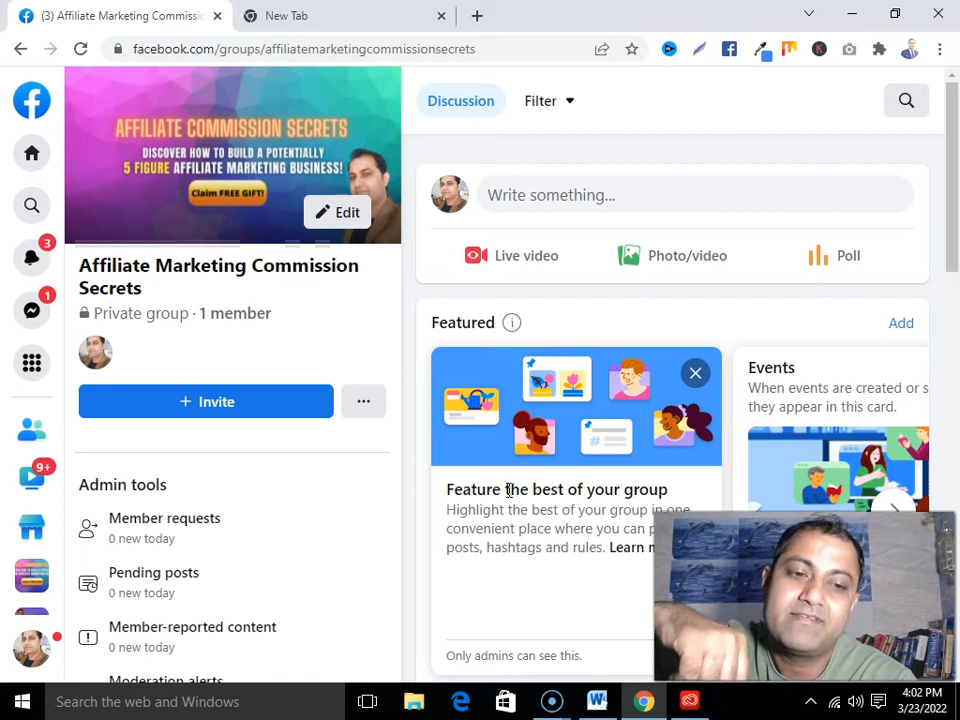 (3) Affiliate Marketing Commissio
New Tab
facebook.com/groups/affiliatemarketingcommissionsecrets
AFFILIATE COMMISSION SECRETS
DISCOVER HOW TO BUILD A POTENTIALLY
5 FIGURE AFFILIATE MARKETING BUSINESS!
Claim FREE GIFT!
Edit
Affiliate Marketing Commission
Secrets
Private group · 1 member
+ Invite
Admin tools
Member requests
0 new today
Pending posts
0 new today
Member-reported content
0 new today
Moderation alerts
3
1
9+
Discussion
Filter
Write something...
Live video
Photo/video
Poll
Featured
Add
Feature the best of your group
Highlight the best of your group in one
convenient place where you can p
posts, hashtags and rules. Learn m
Only admins can see this.
Events
When events are created or s
they appear in this card.
Search the web and Windows
4:02 PM
3/23/2022